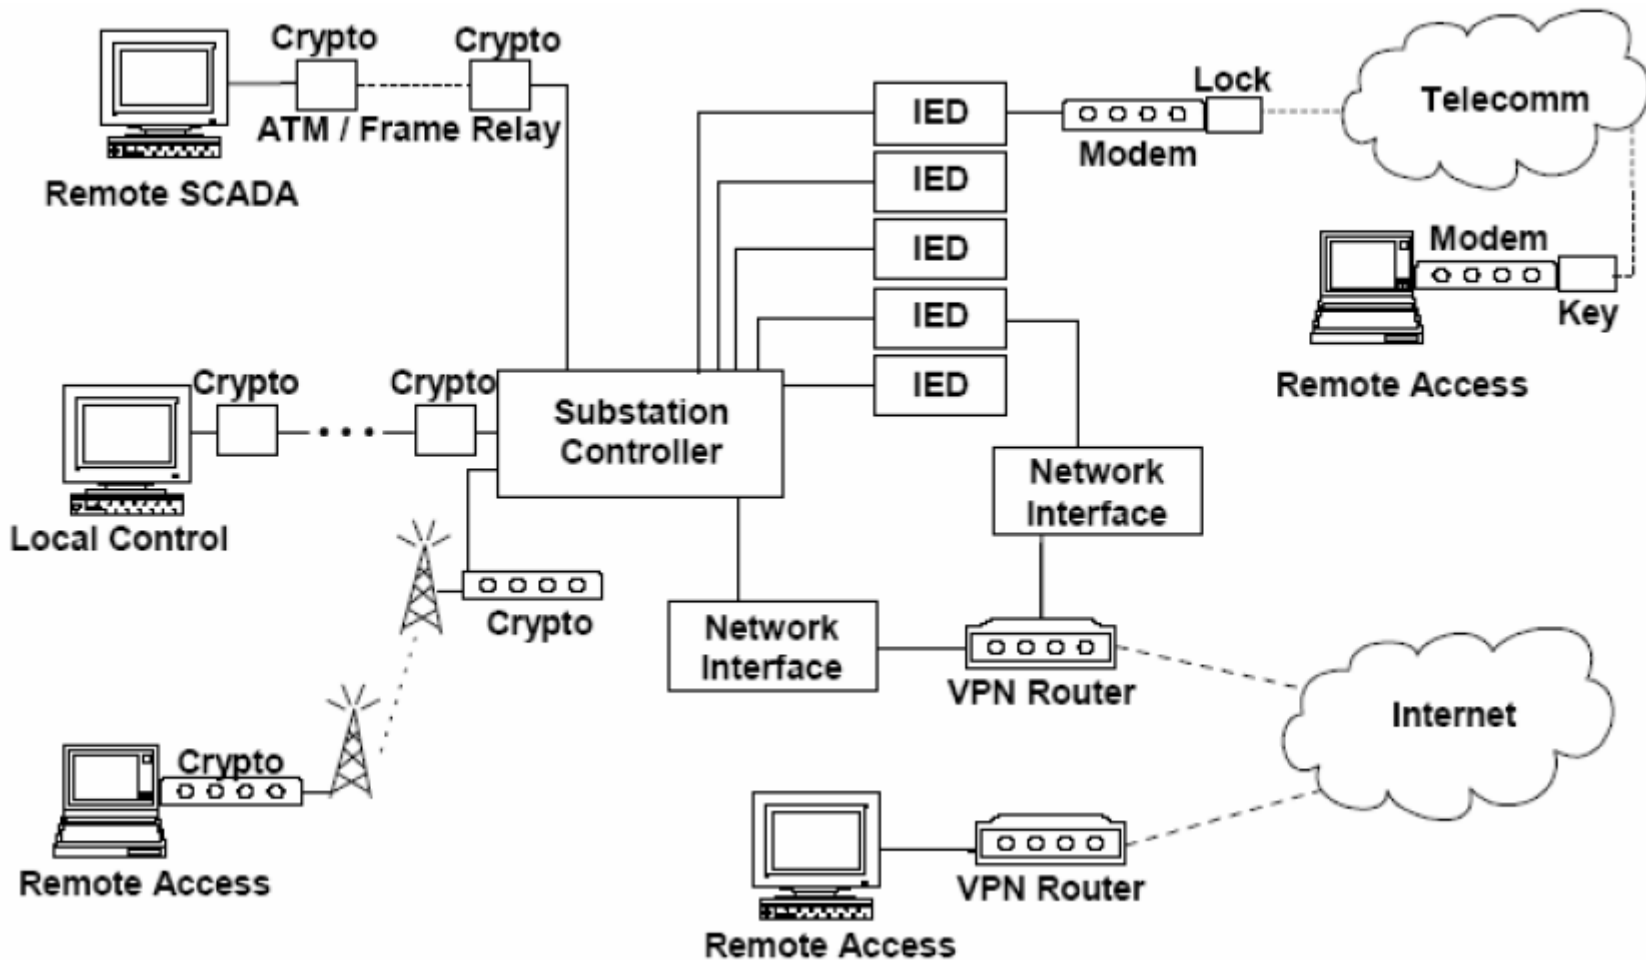 Crypto
Crypto
ATM / Frame Relay
Remote SCADA
IED
IED
IED
IED
IED
Lock
Modem
Telecomm
Modem
Key
Remote Access
Crypto
Crypto
Local Control
Substation
Controller
Network
Interface
Crypto
Network
Interface
VPN Router
Internet
Crypto
Remote Access
VPN Router
Remote Access